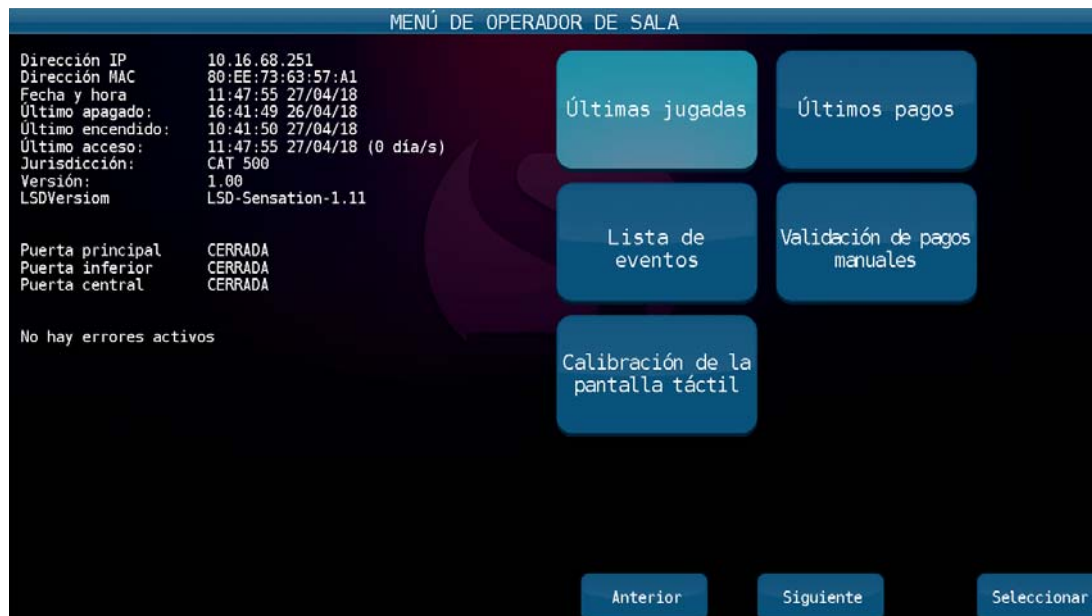 MENÚ DE OPERADOR DE SALA
Dirección IP 10.16.68.251
Dirección MAC 80:EE:73:63:57:A1
Fecha y hora 11:47:55 27/04/18
Último apagado: 16:41:49 26/04/18
Último encendido: 10:41:50 27/04/18
Último acceso: 11:47:55 27/04/18 (0 día/s)
Jurisdicción: CAT 500
Versión: 1.00
LSDVersiom LSD-Sensation-1.11
Puerta principal CERRADA
Puerta inferior CERRADA
Puerta central CERRADA
No hay errores activos
Últimas jugadas
Últimos pagos
Lista de
eventos
Validación de pagos
manuales
Calibración de la
pantalla táctil
Anterior
Siguiente
Seleccionar